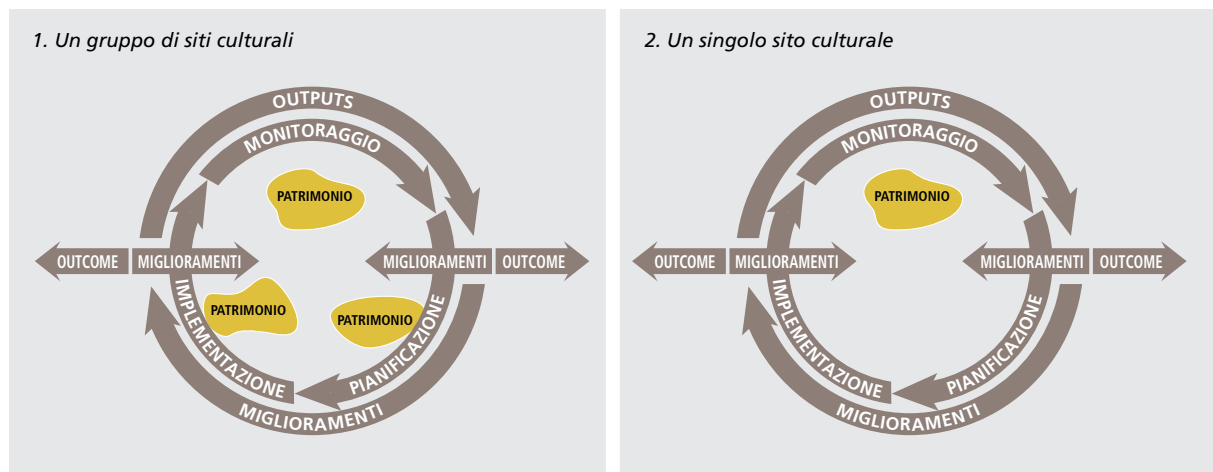 1. Un gruppo di siti culturali
OUTPUTS
MONITORAGGIO
PATRIMONIO
OUTCOME MIGLIORAMENTI
MIGLIORAMENTI OUTCOME
PATRIMONIO
PATRIMONIO
IMPLEMENTAZIONE
PIANIFICAZIONE
MIGLIORAMENTI
2. Un singolo sito culturale
OUTPUTS
MONITORAGGIO
PATRIMONIO
OUTCOME MIGLIORAMENTI
MIGLIORAMENTI OUTCOME
IMPLEMENTAZIONE
PIANIFICAZIONE
MIGLIORAMENTI